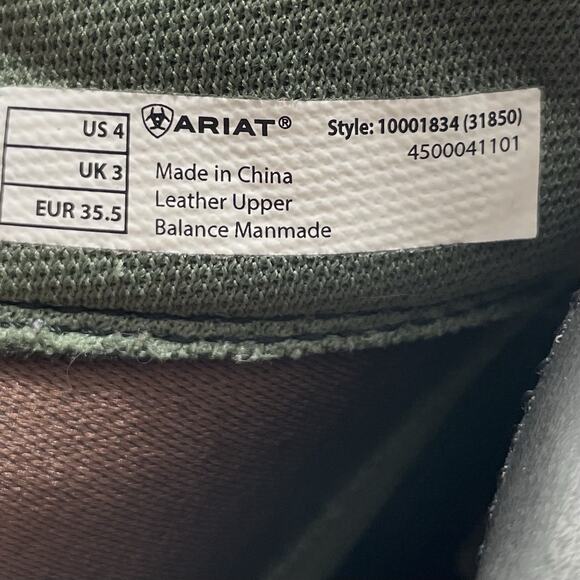 US 4
UK 3
EUR 35.5
ARIAT®
Made in China
Leather Upper
Balance Manmade
Style: 10001834 (31850)
4500041101